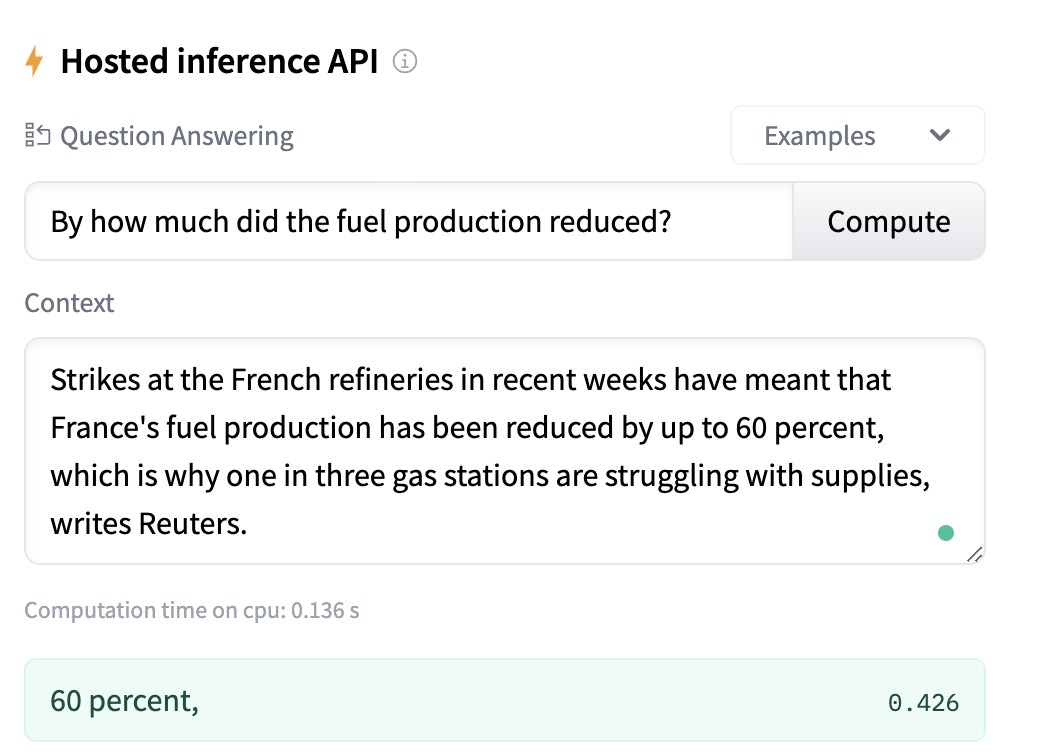 Hosted inference API
Question Answering
Examples
By how much did the fuel production reduced?
Compute
Context
Strikes at the French refineries in recent weeks have meant that
France's fuel production has been reduced by up to 60 percent,
which is why one in three gas stations are struggling with supplies,
writes Reuters.
Computation time on cpu: 0.136 s
60 percent,
0.426